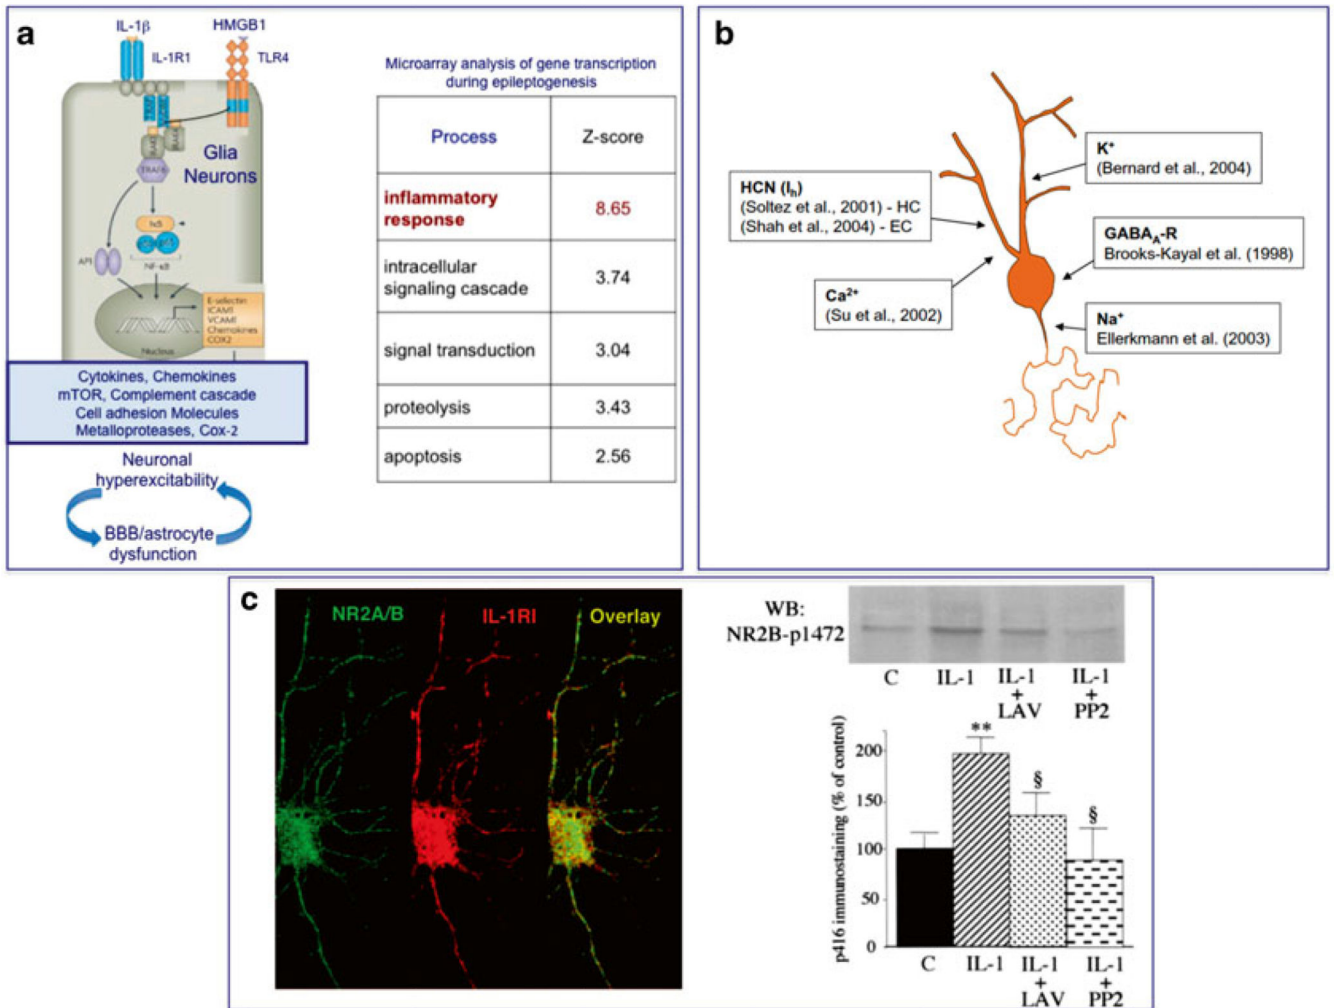 a
IL-1β
HMGB1
IL-1R1
TLR4
Glia
Neurons
TRAF6
IκB
AP1
NF-κB
E-selectin
ICAM1
VCAM1
Chemokines
COX2
Nucleus
Cytokines, Chemokines
mTOR, Complement cascade
Cell adhesion Molecules
Metalloproteases, Cox-2
Neuronal
hyperexcitability
BBB/astrocyte
dysfunction
Microarray analysis of gene transcription
during epileptogenesis
Process Z-score
inflammatory
response 8.65
intracellular
signaling cascade 3.74
signal transduction 3.04
proteolysis 3.43
apoptosis 2.56
b
K⁺
(Bernard et al., 2004)
HCN (Iₕ)
(Soltez et al., 2001) - HC
(Shah et al., 2004) - EC
GABA_A-R
Brooks-Kayal et al. (1998)
Ca²⁺
(Su et al., 2002)
Na⁺
Ellerkmann et al. (2003)
c
NR2A/B IL-1RI Overlay
WB:
NR2B-p1472
C IL-1 IL-1 IL-1
+ +
LAV PP2
p416 immunostaining (% of control)
200
150
100
50
0
**
§
§
C IL-1 IL-1 IL-1
+ +
LAV PP2